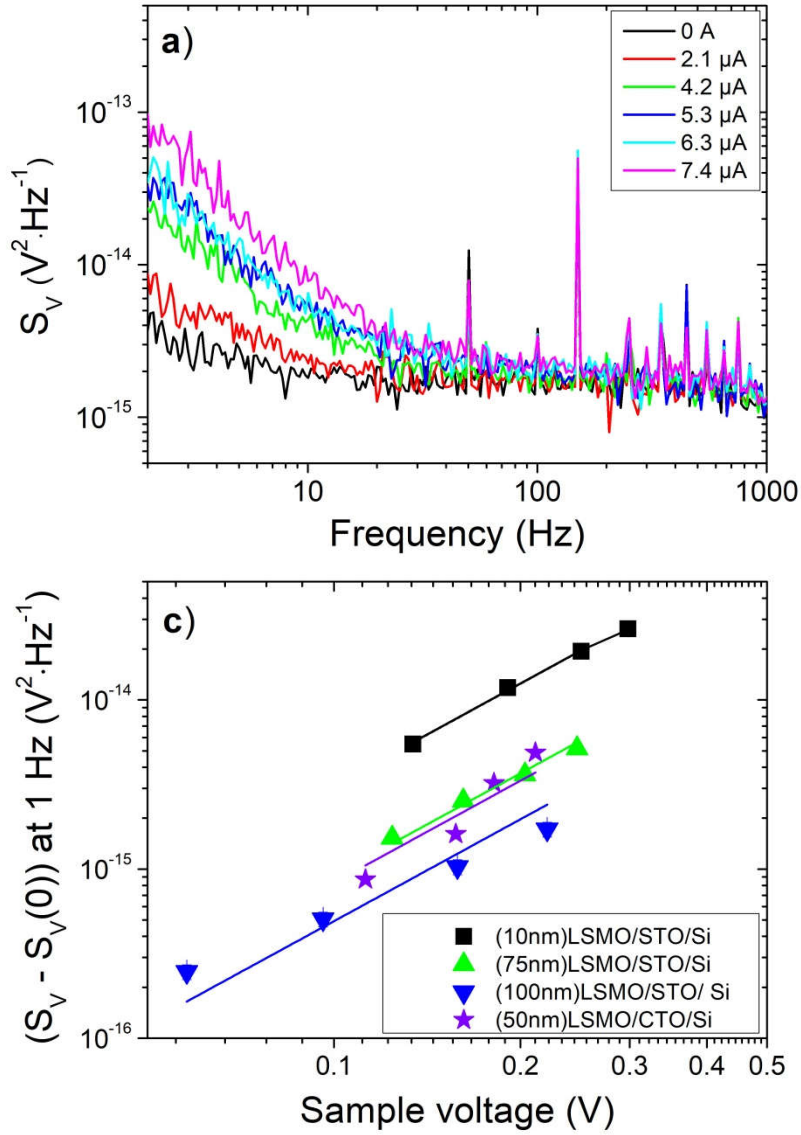 a)
0 A
2.1 µA
4.2 µA
5.3 µA
6.3 µA
7.4 µA
10⁻¹³
10⁻¹⁴
10⁻¹⁵
S_V (V²·Hz⁻¹)
10 100 1000
Frequency (Hz)
c)
10⁻¹⁴
10⁻¹⁵
10⁻¹⁶
(S_V - S_V(0)) at 1 Hz (V²·Hz⁻¹)
(10nm)LSMO/STO/Si
(75nm)LSMO/STO/Si
(100nm)LSMO/STO/ Si
(50nm)LSMO/CTO/Si
0.1 0.2 0.3 0.4 0.5
Sample voltage (V)